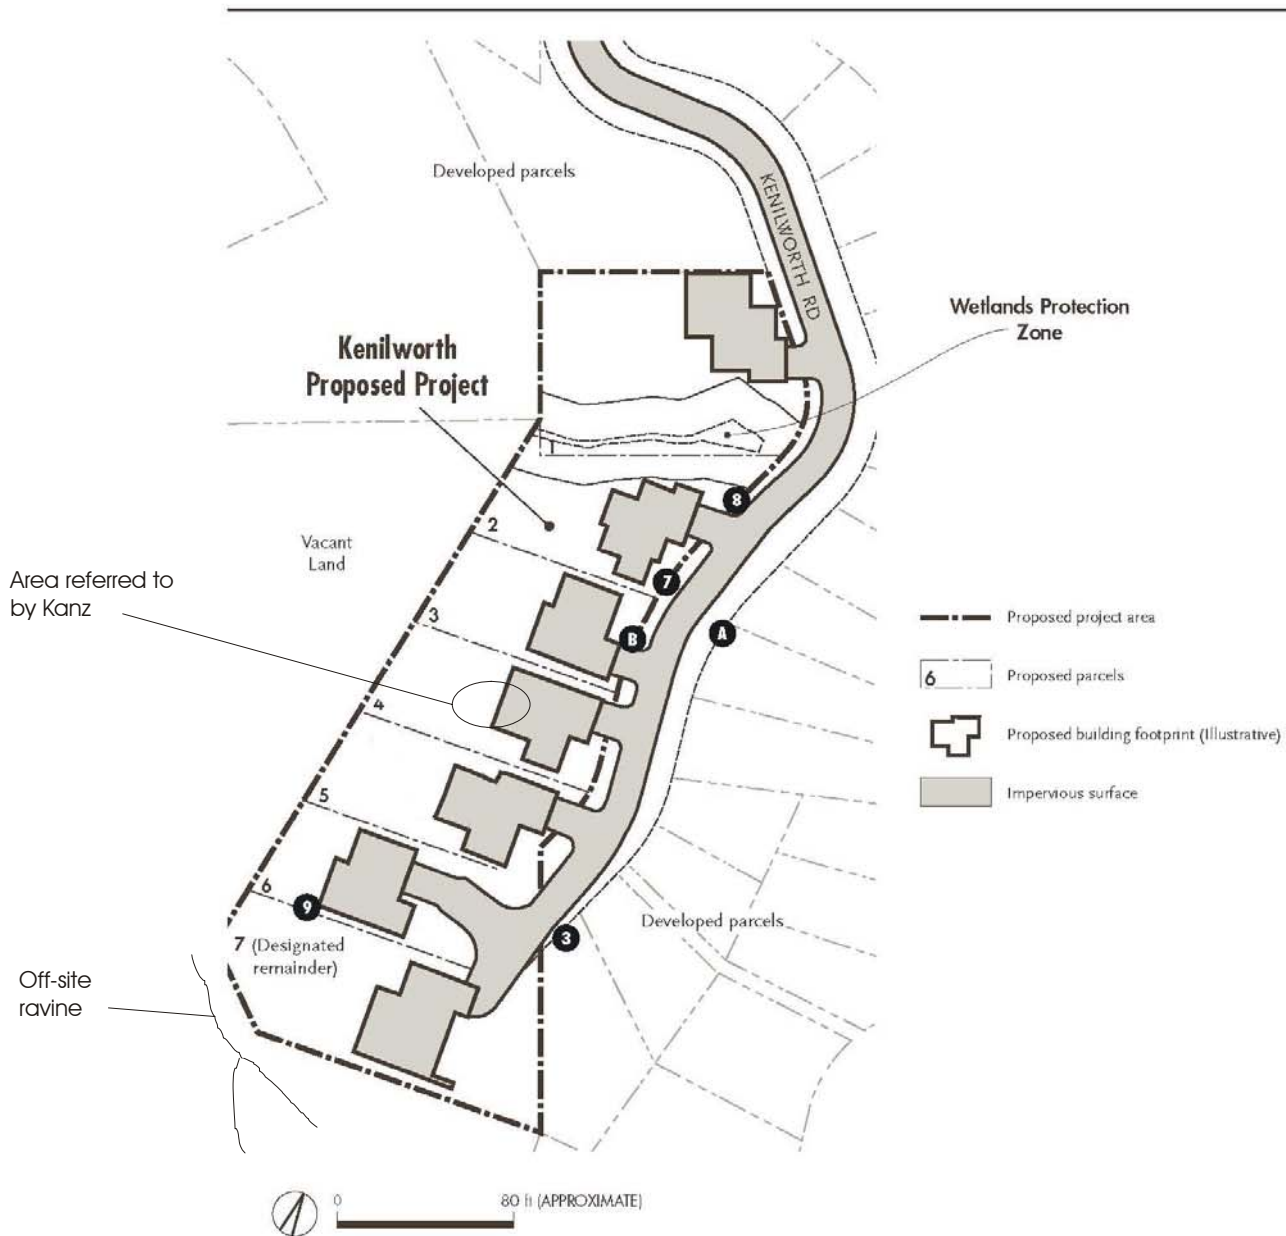 Developed parcels
KENILWORTH RD
Wetlands Protection
Zone
Kenilworth
Proposed Project
1
8
2
Vacant
Land
7
Area referred to
by Kanz
3
B
A
Proposed project area
6
Proposed parcels
4
Proposed building footprint (Illustrative)
Impervious surface
5
6
9
Developed parcels
7 (Designated
remainder)
3
Off-site
ravine
0
80 ft (APPROXIMATE)